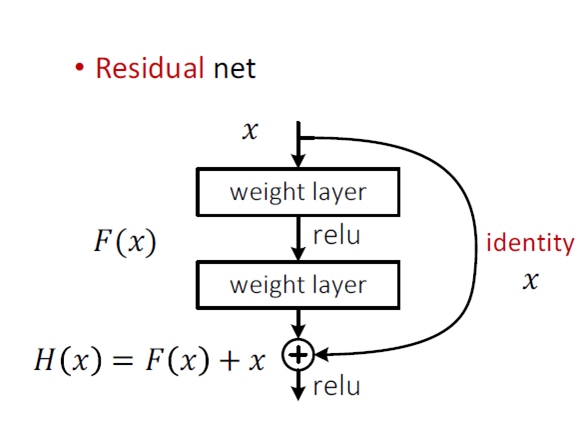 • Residual net
x
weight layer
F(x)
relu
identity
x
weight layer
H(x) = F(x) + x
+
relu